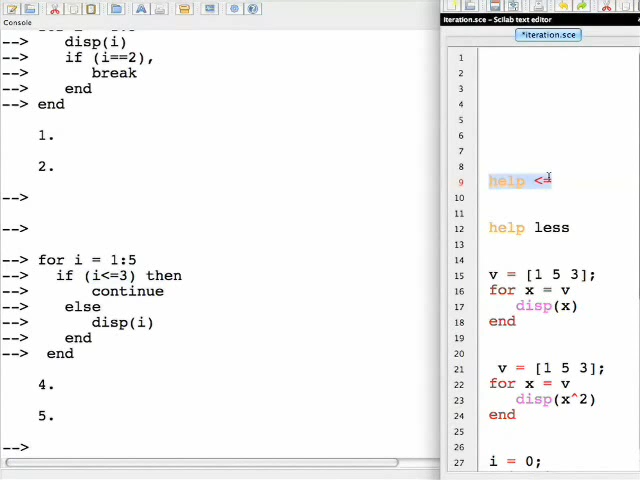 Console
--> disp(i)
--> if (i==2),
--> break
--> end
--> end
1.
2.
-->
-->
--> for i = 1:5
--> if (i<=3) then
--> continue
--> else
--> disp(i)
--> end
--> end
4.
5.
-->
iteration.sce - Scilab text editor
*iteration.sce
1
2
3
4
5
6
7
8
9 help <=
10
11
12 help less
13
14
15 v = [1 5 3];
16 for x = v
17 disp(x)
18 end
19
20
21 v = [1 5 3];
22 for x = v
23 disp(x^2)
24 end
25
26
27 i = 0;